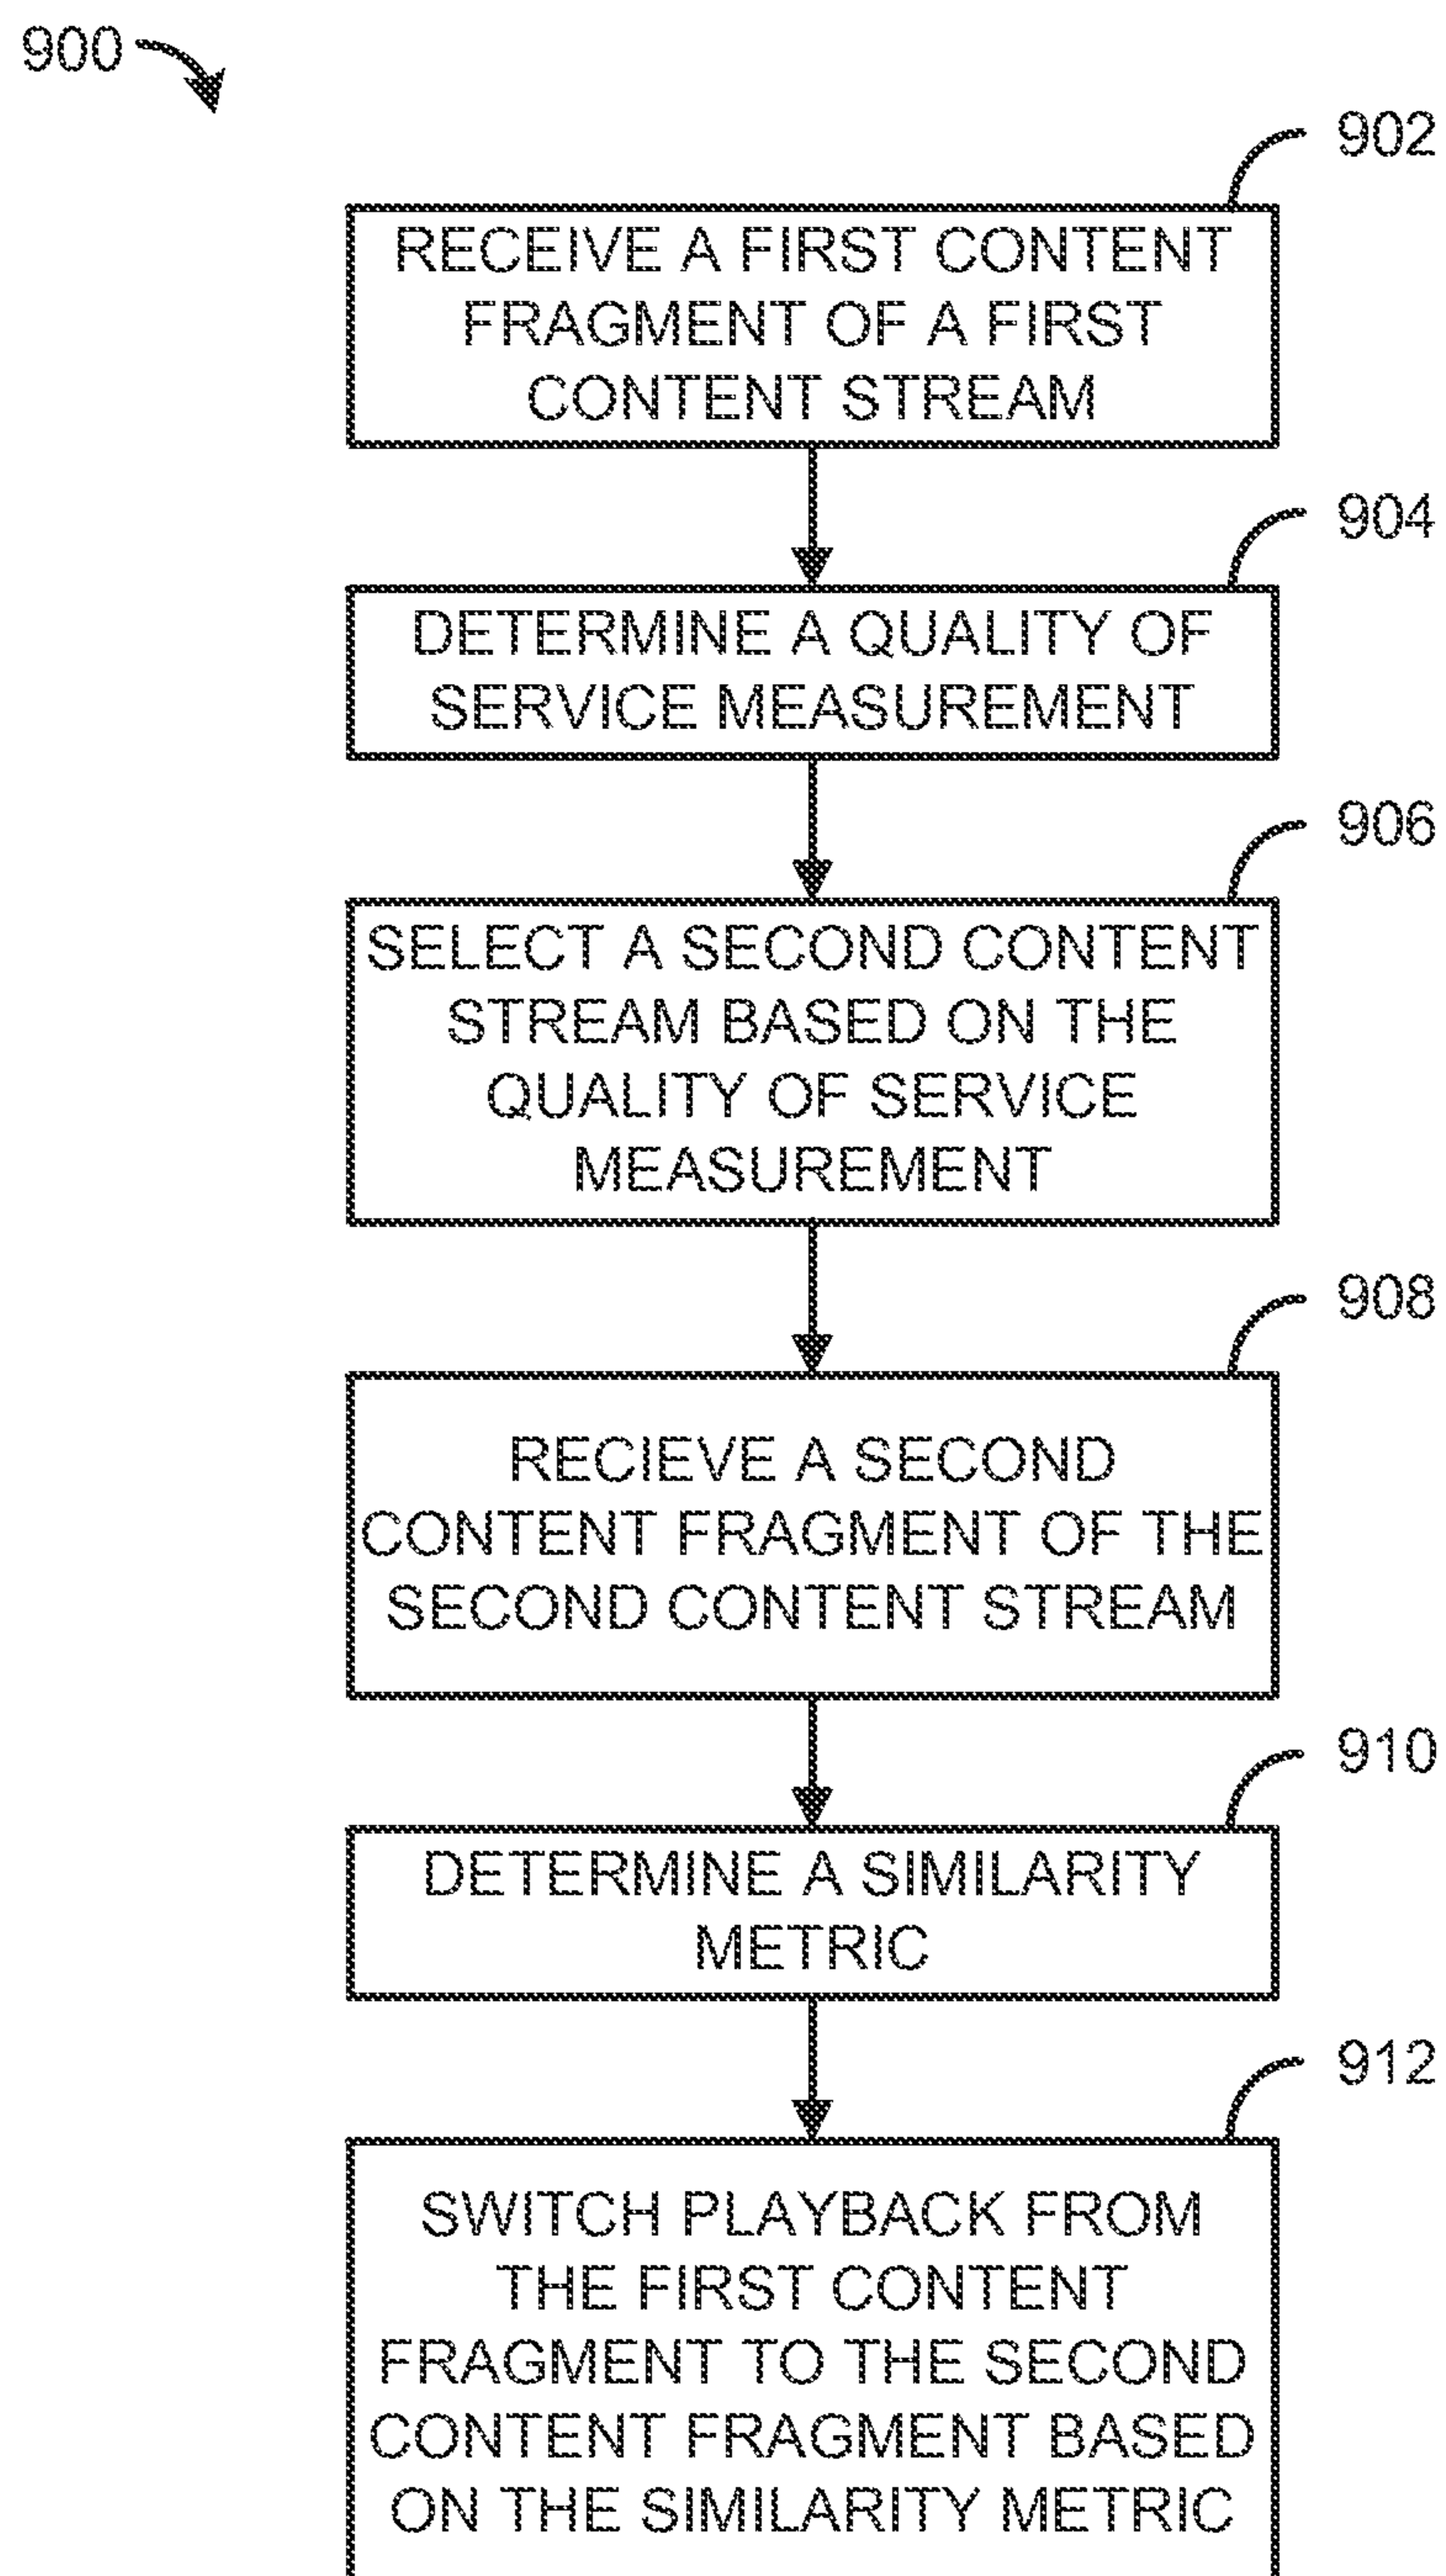 900
902
RECEIVE A FIRST CONTENT
FRAGMENT OF A FIRST
CONTENT STREAM
904
DETERMINE A QUALITY OF
SERVICE MEASUREMENT
906
SELECT A SECOND CONTENT
STREAM BASED ON THE
QUALITY OF SERVICE
MEASUREMENT
908
RECIEVE A SECOND
CONTENT FRAGMENT OF THE
SECOND CONTENT STREAM
910
DETERMINE A SIMILARITY
METRIC
912
SWITCH PLAYBACK FROM
THE FIRST CONTENT
FRAGMENT TO THE SECOND
CONTENT FRAGMENT BASED
ON THE SIMILARITY METRIC